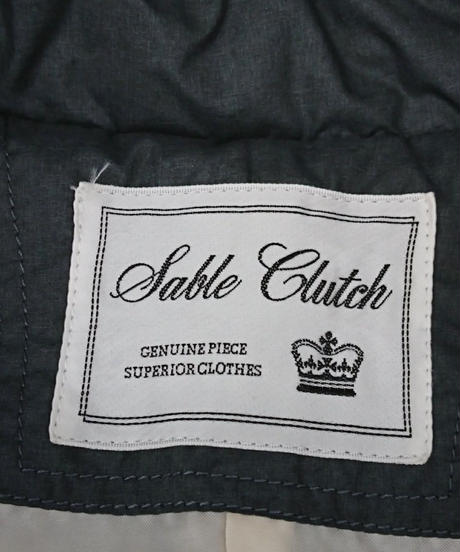 Sable Clutch
GENUINE PIECE
SUPERIOR CLOTHES